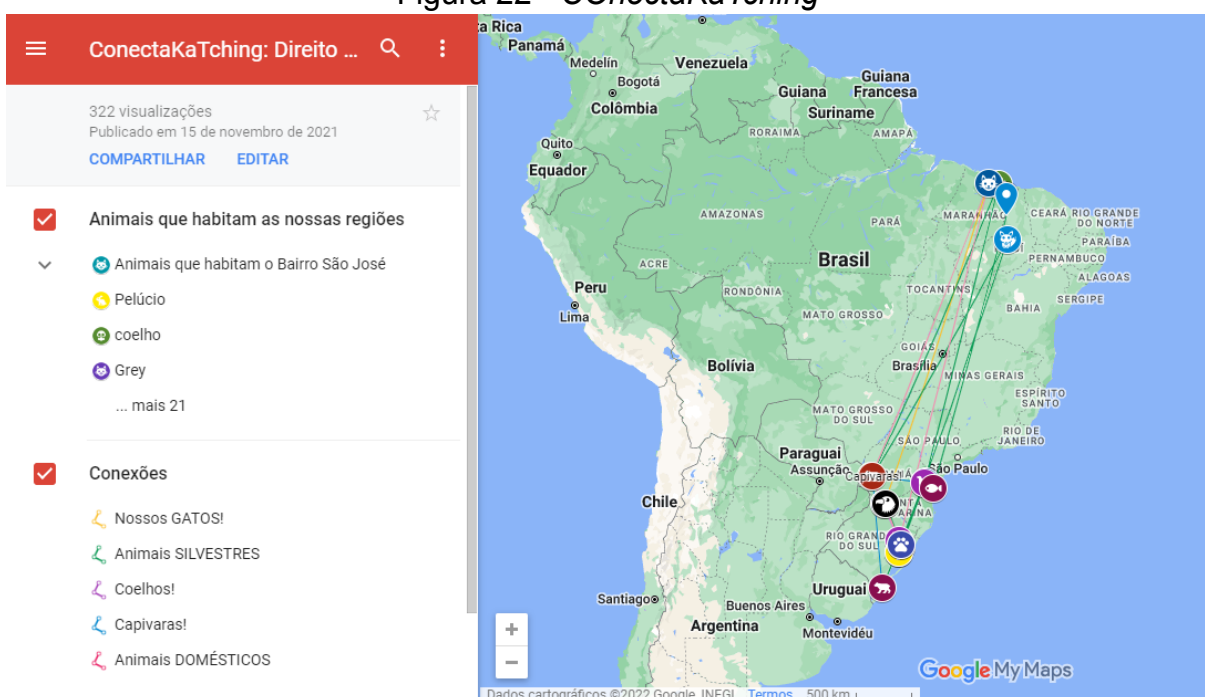 Figura 22 - CConectaKaTching
ConectaKaTching: Direito ...
322 visualizações
Publicado em 15 de novembro de 2021
COMPARTILHAR EDITAR
Animais que habitam as nossas regiões
Animais que habitam o Bairro São José
Pelúcio
coelho
Grey
... mais 21
Conexões
Nossos GATOS!
Animais SILVESTRES
Coelhos!
Capivaras!
Animais DOMÉSTICOS
ta Rica
Panamá
Medelín
Venezuela
Bogotá
Guiana
Guiana
Francesa
Colômbia
Suriname
RORAIMA
AMAPÁ
Quito
Equador
AMAZONAS
PARÁ
MARANHÃO
CEARÁ
RIO GRANDE
DO NORTE
PARAÍBA
Brasil
PERNAMBUCO
ACRE
ALAGOAS
Peru
RONDÔNIA
TOCANTINS
SERGIPE
BAHIA
Lima
MATO GROSSO
GOIÁS
Bolívia
Brasília
MINAS GERAIS
ESPÍRITO
SANTO
MATO GROSSO
DO SUL
RIO DE
JANEIRO
SÃO PAULO
Paraguai
Assunção
Capivaras!
São Paulo
Chile
RIO GRANDE
DO SUL
Uruguai
Santiago
Buenos Aires
Argentina
Montevidéu
+
−
Google My Maps
Dados cartográficos ©2022 Google, INEGI Termos 500 km